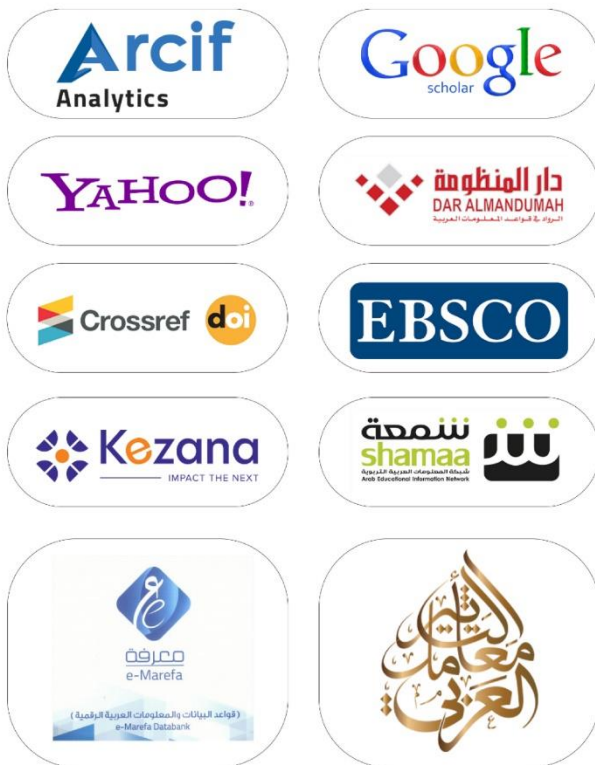 Arcif
Analytics
Google
scholar
YAHOO!
دار المنظومة
DAR ALMANDUMAH
الرواد في قواعد المعلومات العربية
Crossref doi
EBSCO
Kezana
IMPACT THE NEXT
شمعة
shamaa
شبكة المعلومات العربية التربوية
Arab Educational Information Network
معرفة
e-Marefa
( قواعد البيانات والمعلومات العربية الرقمية )
e-Marefa Databank
معامل التأثير العربي